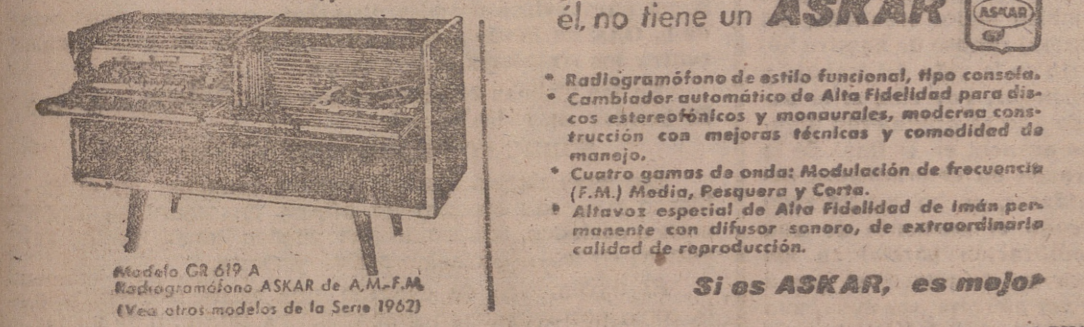 él, no tiene un ASKAR
ASKAR
* Radiogramófono de estilo funcional, tipo consola.
* Cambiador automático de Alta Fidelidad para dis-
cos estereofónicos y monaurales, moderna cons-
trucción con mejoras técnicas y comodidad de
manejo.
* Cuatro gamas de onda: Modulación de frecuencia
(F.M.) Media, Pesquera y Corta.
* Altavoz especial de Alta Fidelidad de imán per-
manente con difusor sonoro, de extraordinaria
calidad de reproducción.
Si es ASKAR, es mejor
Modelo GR 619 A
Radiogramófono ASKAR de A.M.-F.M.
(Vea otros modelos de la Serie 1962)